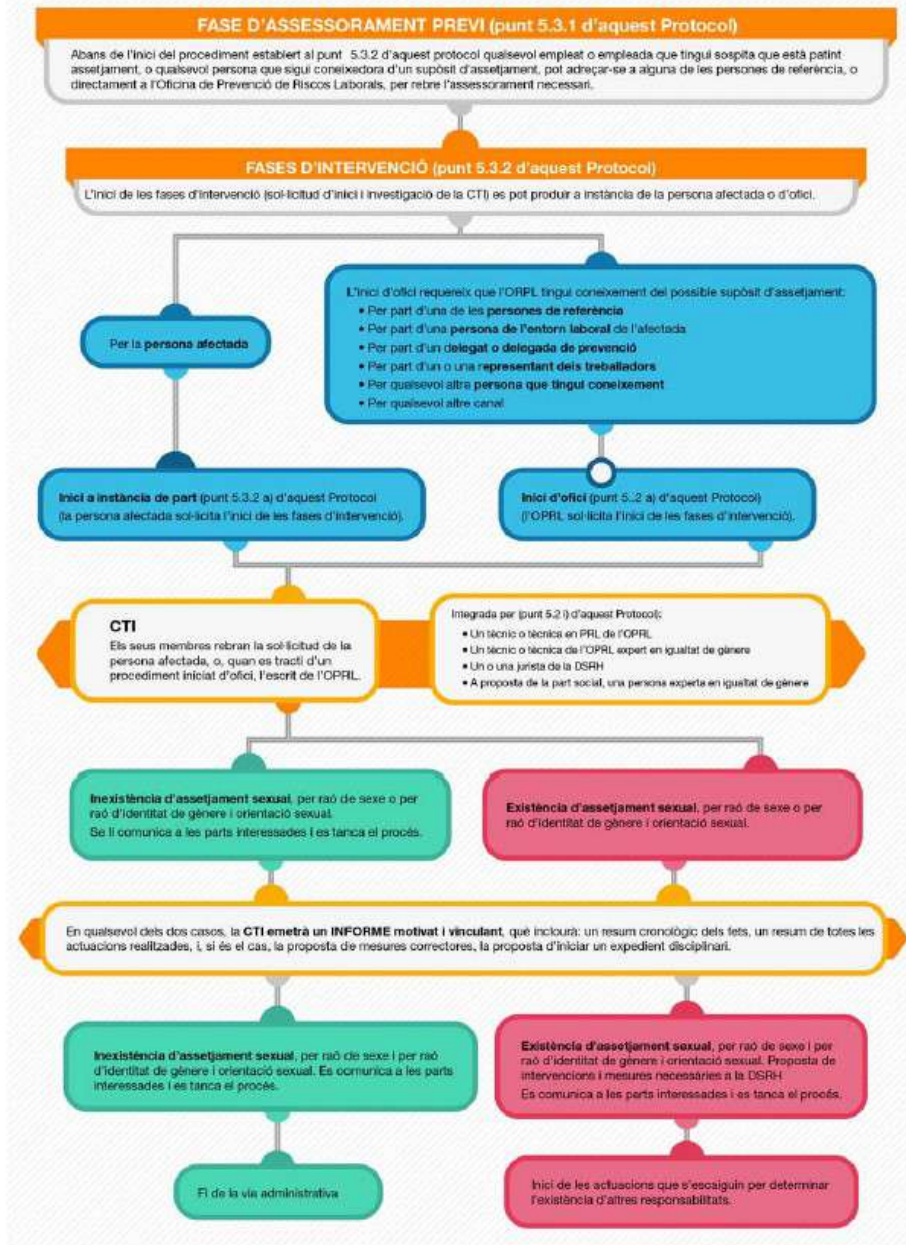 FASE D'ASSESSORAMENT PREVI (punt 5.3.1 d'aquest Protocol)
Abans de l'inici del procediment establert al punt 5.3.2 d'aquest protocol qualsevol empleat o empleada que tingui sospita que està patint
assetjament, o qualsevol persona que sigui coneixedora d'un supòsit d'assetjament, pot adreçar-se a alguna de les persones de referència, o
directament a l'Oficina de Prevenció de Riscos Laborals, per rebre l'assessorament necessari.
FASES D'INTERVENCIÓ (punt 5.3.2 d'aquest Protocol)
L'inici de les fases d'intervenció (sol·licitud d'inici i investigació de la CTI) es pot produir a instància de la persona afectada o d'ofici.
Per la persona afectada
L'inici d'ofici requereix que l'ORPL tingui coneixement del possible supòsit d'assetjament:
• Per part d'una de les persones de referència
• Per part d'una persona de l'entorn laboral de l'afectada
• Per part d'un delegat o delegada de prevenció
• Per part d'un o una representant dels treballadors
• Per qualsevol altra persona que tingui coneixement
• Per qualsevol altre canal
Inici a instància de part (punt 5.3.2 a) d'aquest Protocol
(la persona afectada sol·licita l'inici de les fases d'intervenció).
Inici d'ofici (punt 5..2 a) d'aquest Protocol)
(l'OPRL sol·licita l'inici de les fases d'intervenció).
CTI
Els seus membres rebran la sol·licitud de la
persona afectada, o, quan es tracti d'un
procediment iniciat d'ofici, l'escrit de l'OPRL.
Integrada per (punt 5.2 i) d'aquest Protocol):
• Un tècnic o tècnica en PRL de l'OPRL
• Un tècnic o tècnica de l'OPRL expert en igualtat de gènere
• Un o una jurista de la DSRH
• A proposta de la part social, una persona experta en igualtat de gènere
Inexistència d'assetjament sexual, per raó de sexe o per
raó d'identitat de gènere i orientació sexual.
Se li comunica a les parts interessades i es tanca el procés.
Existència d'assetjament sexual, per raó de sexe o per
raó d'identitat de gènere i orientació sexual.
En qualsevol dels dos casos, la CTI emetrà un INFORME motivat i vinculant, què inclourà: un resum cronològic dels fets, un resum de totes les
actuacions realitzades, i, si és el cas, la proposta de mesures correctores, la proposta d'iniciar un expedient disciplinari.
Inexistència d'assetjament sexual, per raó de sexe i per raó
d'identitat de gènere i orientació sexual. Es comunica a les parts
interessades i es tanca el procés.
Existència d'assetjament sexual, per raó de sexe i per
raó d'identitat de gènere i orientació sexual. Proposta de
intervencions i mesures necessàries a la DSRH
Es comunica a les parts interessades i es tanca el procés.
Fi de la via administrativa
Inici de les actuacions que s'escaiguin per determinar
l'existència d'altres responsabilitats.